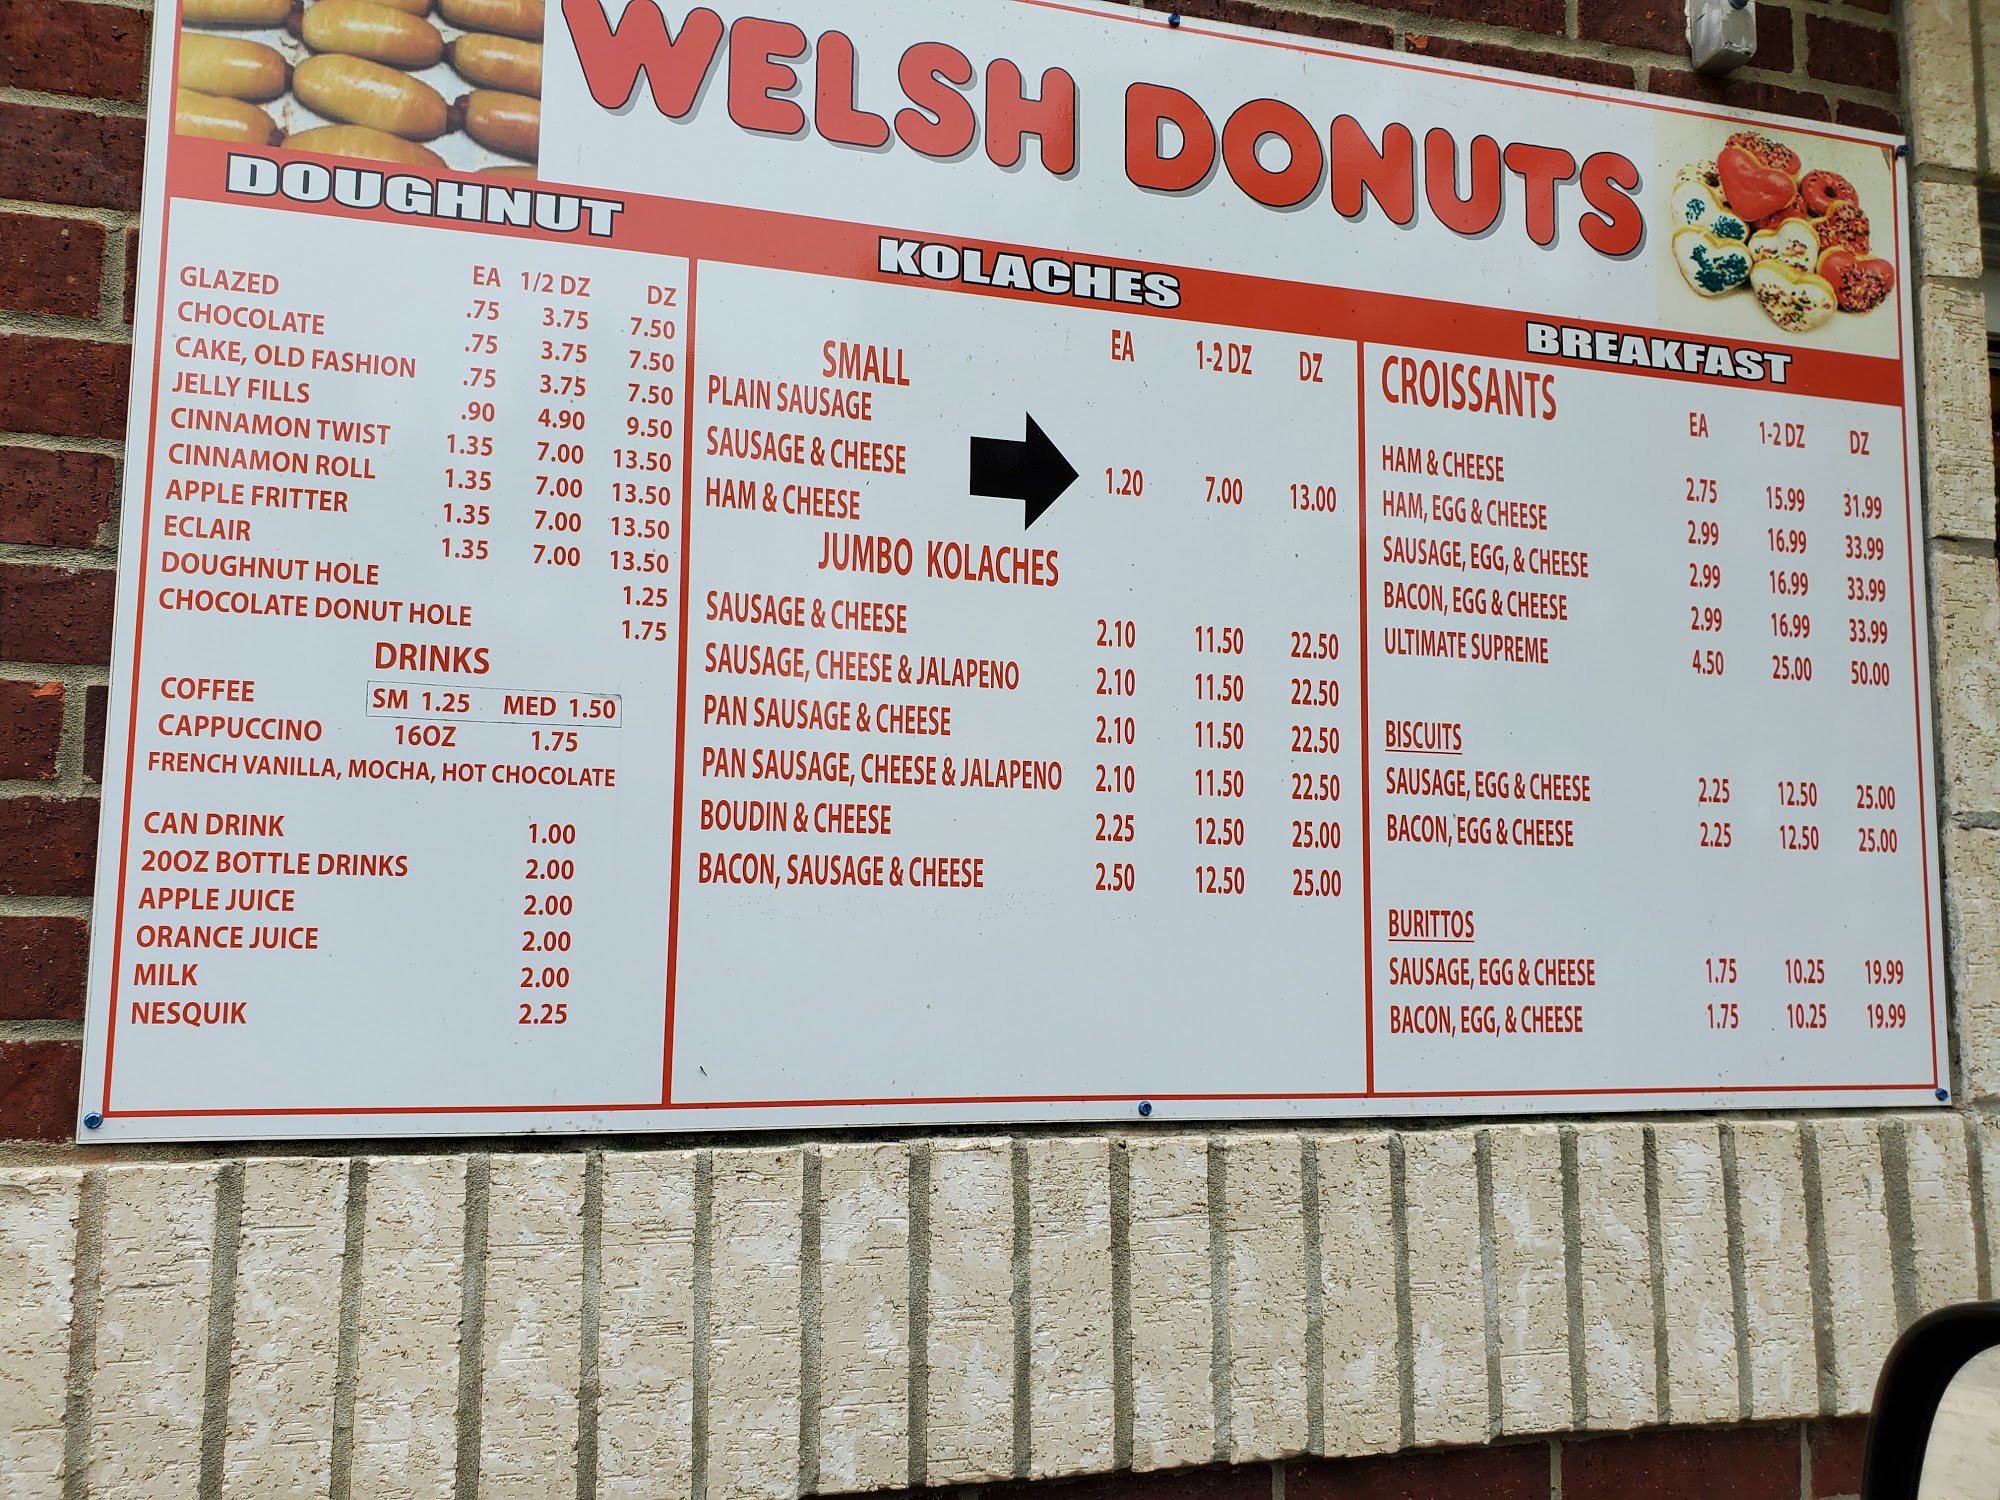 WELSH DONUTS
DOUGHNUT
EA 1/2 DZ DZ
GLAZED .75 3.75 7.50
CHOCOLATE .75 3.75 7.50
CAKE, OLD FASHION .75 3.75 7.50
JELLY FILLS .90 4.90 9.50
CINNAMON TWIST 1.35 7.00 13.50
CINNAMON ROLL 1.35 7.00 13.50
APPLE FRITTER 1.35 7.00 13.50
ECLAIR 1.35 7.00 13.50
DOUGHNUT HOLE 1.25
CHOCOLATE DONUT HOLE 1.75
DRINKS
COFFEE SM 1.25 MED 1.50
CAPPUCCINO 16OZ 1.75
FRENCH VANILLA, MOCHA, HOT CHOCOLATE
CAN DRINK 1.00
20OZ BOTTLE DRINKS 2.00
APPLE JUICE 2.00
ORANCE JUICE 2.00
MILK 2.00
NESQUIK 2.25
KOLACHES
EA 1-2 DZ DZ
SMALL
PLAIN SAUSAGE
SAUSAGE & CHEESE 1.20 7.00 13.00
HAM & CHEESE
JUMBO KOLACHES
SAUSAGE & CHEESE 2.10 11.50 22.50
SAUSAGE, CHEESE & JALAPENO 2.10 11.50 22.50
PAN SAUSAGE & CHEESE 2.10 11.50 22.50
PAN SAUSAGE, CHEESE & JALAPENO 2.10 11.50 22.50
BOUDIN & CHEESE 2.25 12.50 25.00
BACON, SAUSAGE & CHEESE 2.50 12.50 25.00
BREAKFAST
CROISSANTS
EA 1-2 DZ DZ
HAM & CHEESE 2.75 15.99 31.99
HAM, EGG & CHEESE 2.99 16.99 33.99
SAUSAGE, EGG, & CHEESE 2.99 16.99 33.99
BACON, EGG & CHEESE 2.99 16.99 33.99
ULTIMATE SUPREME 4.50 25.00 50.00
BISCUITS
SAUSAGE, EGG & CHEESE 2.25 12.50 25.00
BACON, EGG & CHEESE 2.25 12.50 25.00
BURITTOS
SAUSAGE, EGG & CHEESE 1.75 10.25 19.99
BACON, EGG, & CHEESE 1.75 10.25 19.99